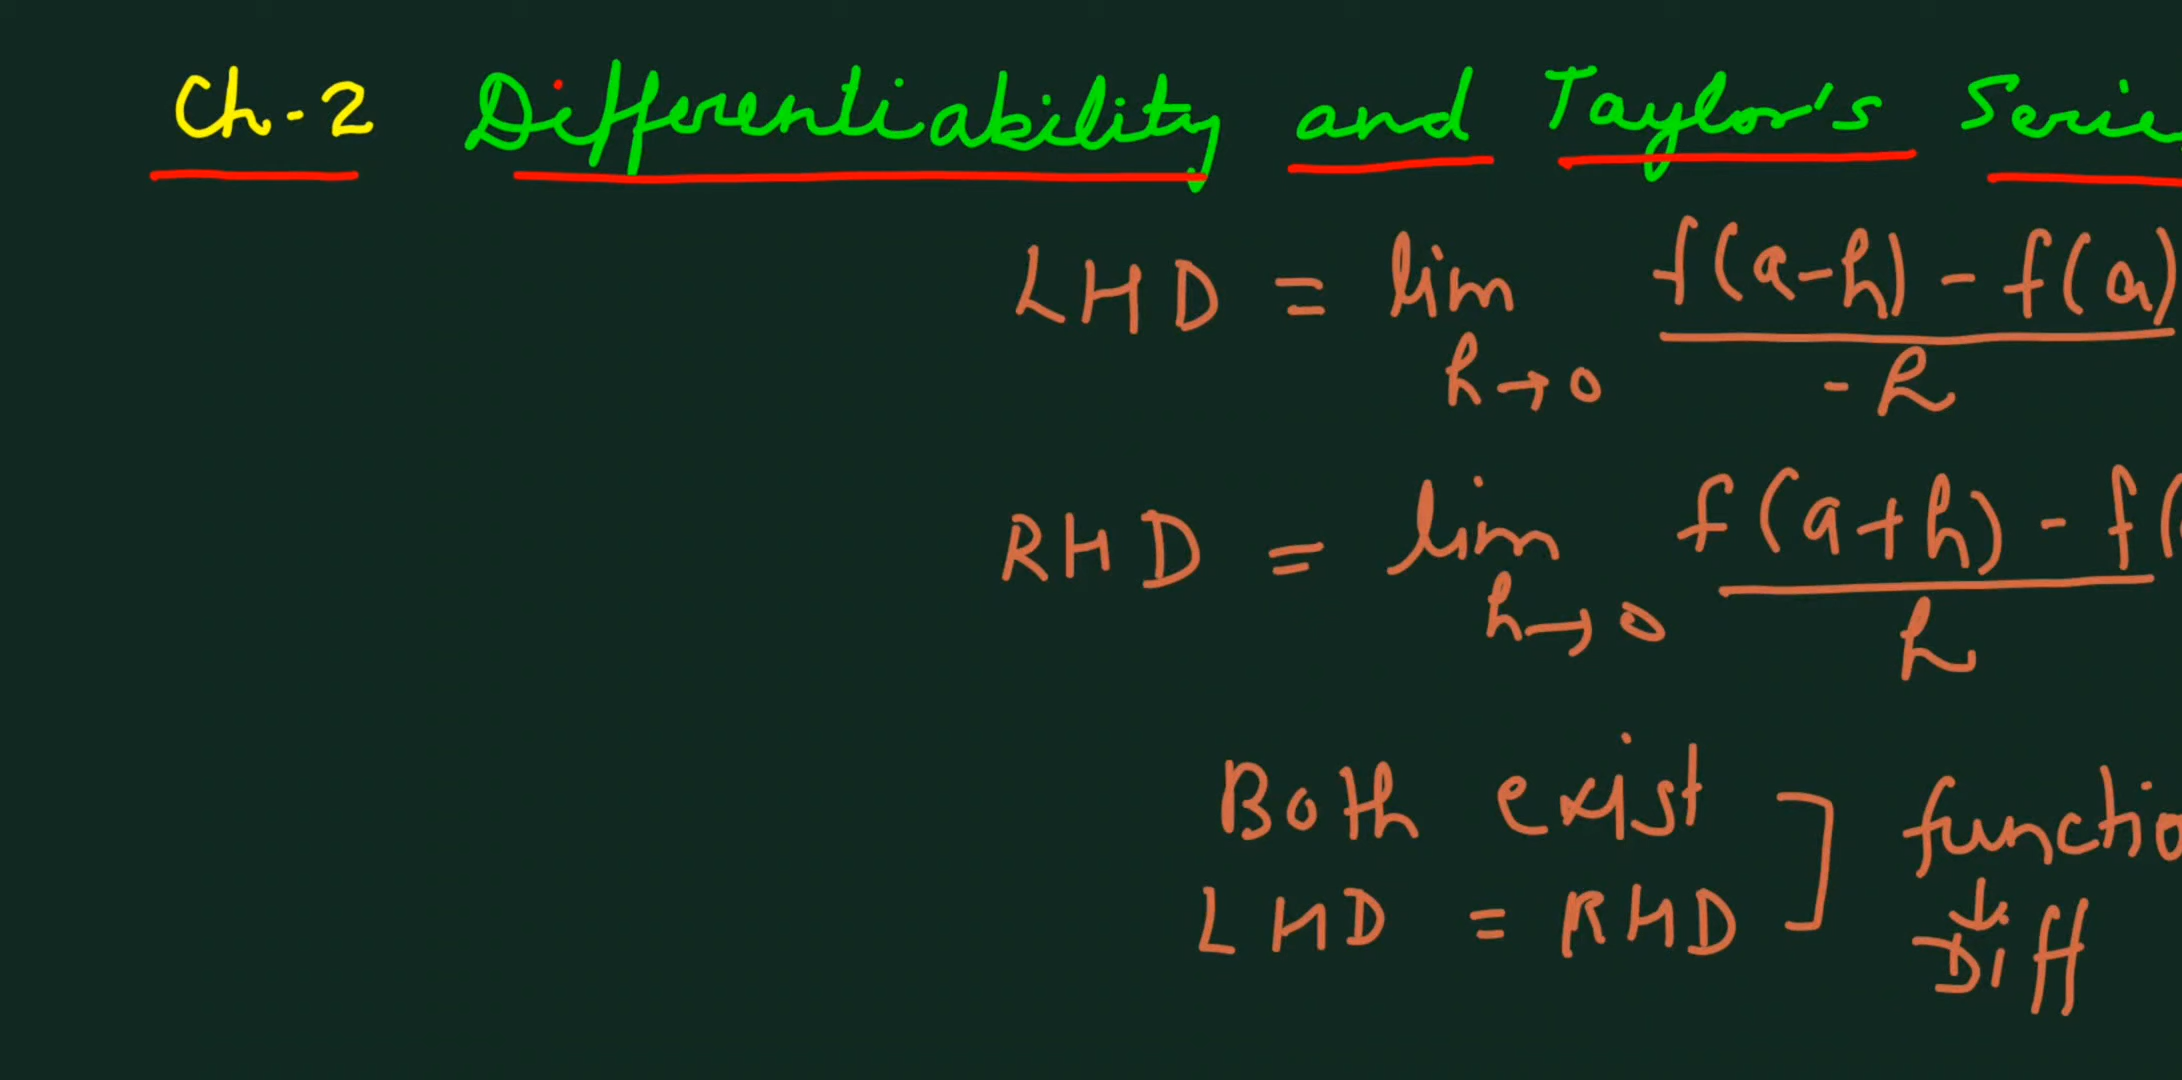 Ch-2 Differentiability and Taylor's Serie
LHD = lim f(a-h) - f(a)
h→0 -h
RHD = lim f(a+h) - f(
h→0 h
Both exist ] functio
LHD = RHD ↓
Diff